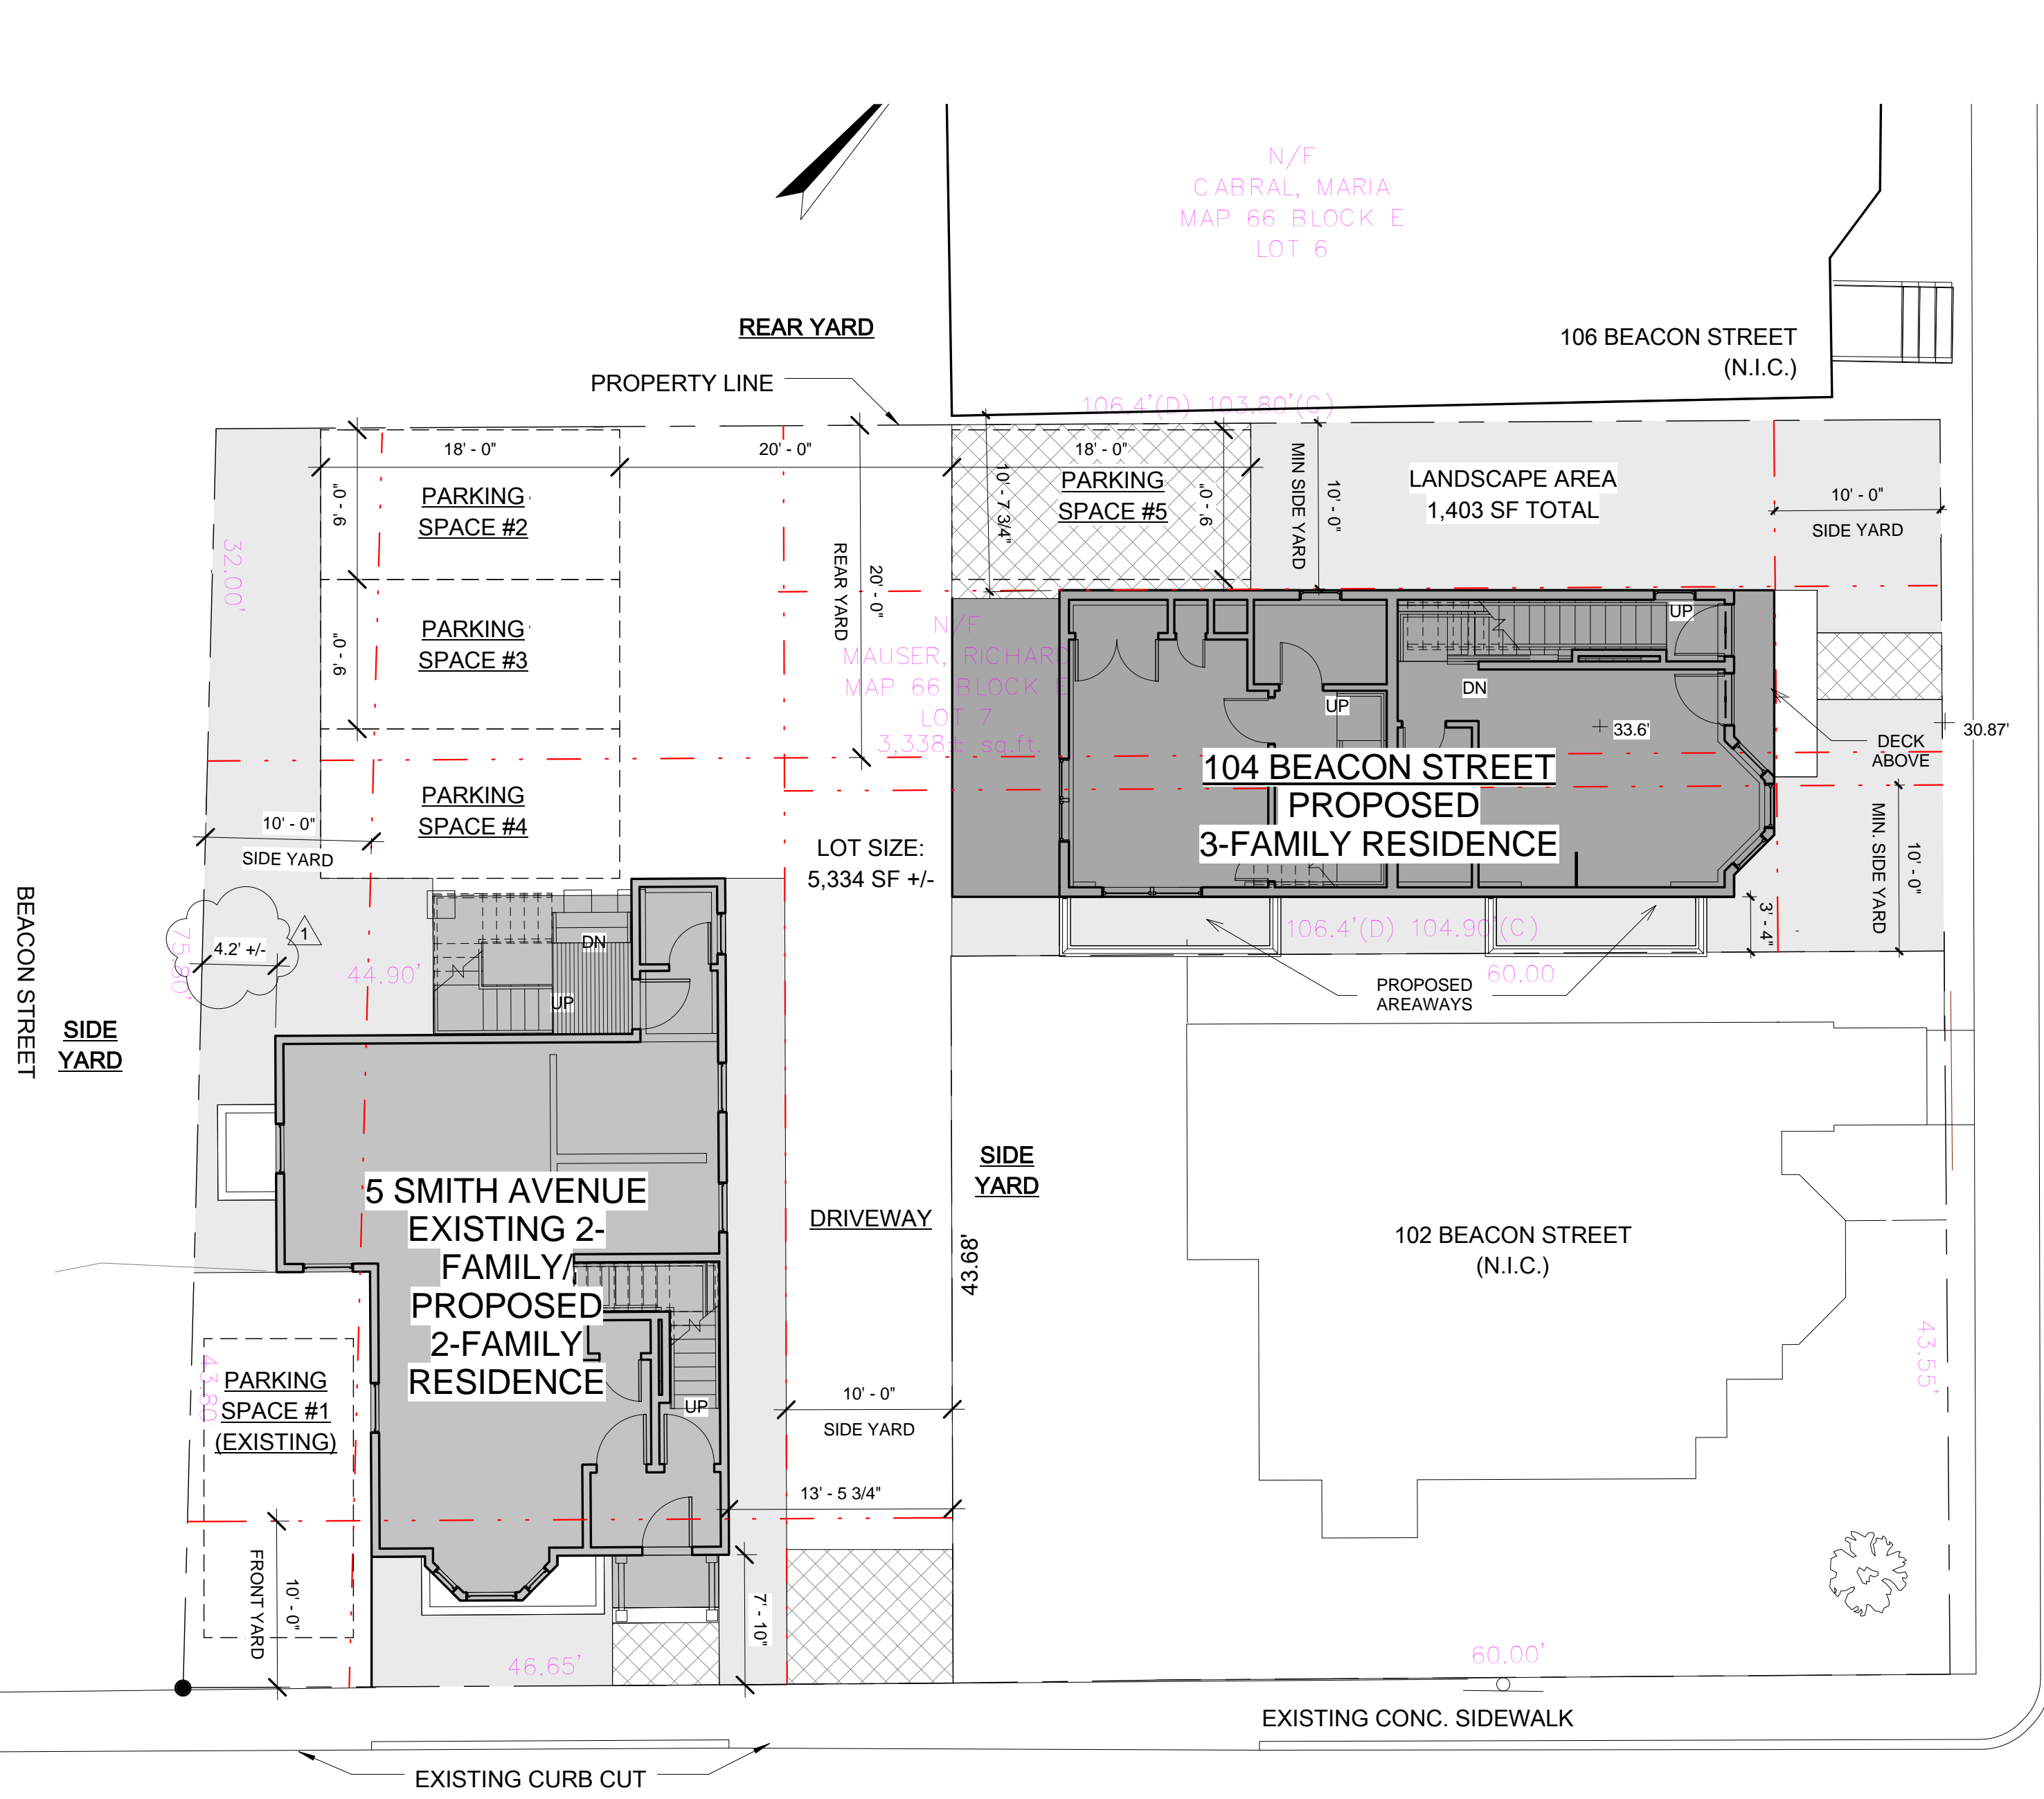 N/F
CABRAL, MARIA
MAP 66 BLOCK E
LOT 6
106 BEACON STREET
(N.I.C.)
REAR YARD
PROPERTY LINE
106.4'(D) 103.80'(C)
18' - 0"
20' - 0"
18' - 0"
PARKING
SPACE #2
9' - 0"
PARKING
SPACE #5
10' - 7 3/4"
9' - 0"
MIN SIDE YARD
10' - 0"
LANDSCAPE AREA
1,403 SF TOTAL
10' - 0"
SIDE YARD
32.00'
PARKING
SPACE #3
9' - 0"
REAR YARD
20' - 0"
N/F
MAUSER, RICHARD
MAP 66 BLOCK E
LOT 7
3,338± sq.ft.
UP
DN
UP
33.6'
30.87'
DECK
ABOVE
104 BEACON STREET
PROPOSED
3-FAMILY RESIDENCE
PARKING
SPACE #4
10' - 0"
SIDE YARD
LOT SIZE:
5,334 SF +/-
MIN. SIDE YARD
10' - 0"
3' - 4"
BEACON STREET
75.80'
4.2' +/-
1
44.90'
DN
UP
106.4'(D) 104.90'(C)
60.00
PROPOSED
AREAWAYS
SIDE
YARD
SIDE
YARD
5 SMITH AVENUE
EXISTING 2-
FAMILY/
PROPOSED
2-FAMILY
RESIDENCE
DRIVEWAY
43.68'
102 BEACON STREET
(N.I.C.)
43.55'
43.80
PARKING
SPACE #1
(EXISTING)
UP
10' - 0"
SIDE YARD
13' - 5 3/4"
FRONT YARD
10' - 0"
7' - 10"
46.65'
60.00'
EXISTING CONC. SIDEWALK
EXISTING CURB CUT